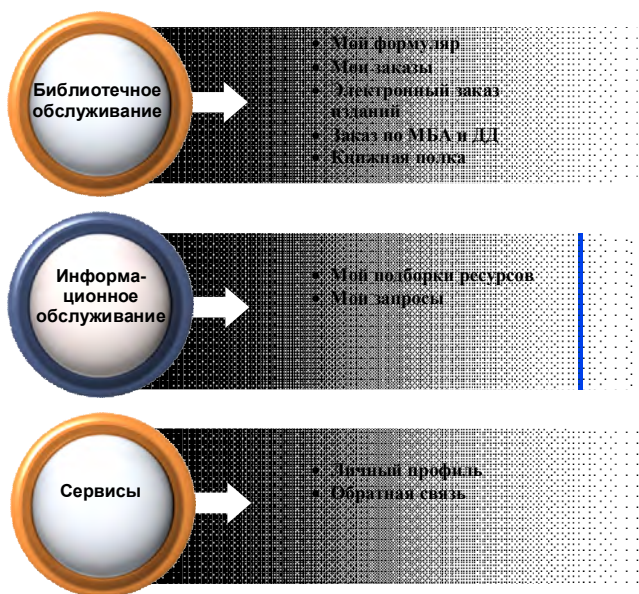 Библиотечное
обслуживание
• Мой формуляр
• Мои заказы
• Электронный заказ
изданий
• Заказ по МБА и ДД
• Книжная полка
Информа-
ционное
обслуживание
• Мой подборки ресурсов
• Мои запросы
Сервисы
• Личный профиль
• Обратная связь